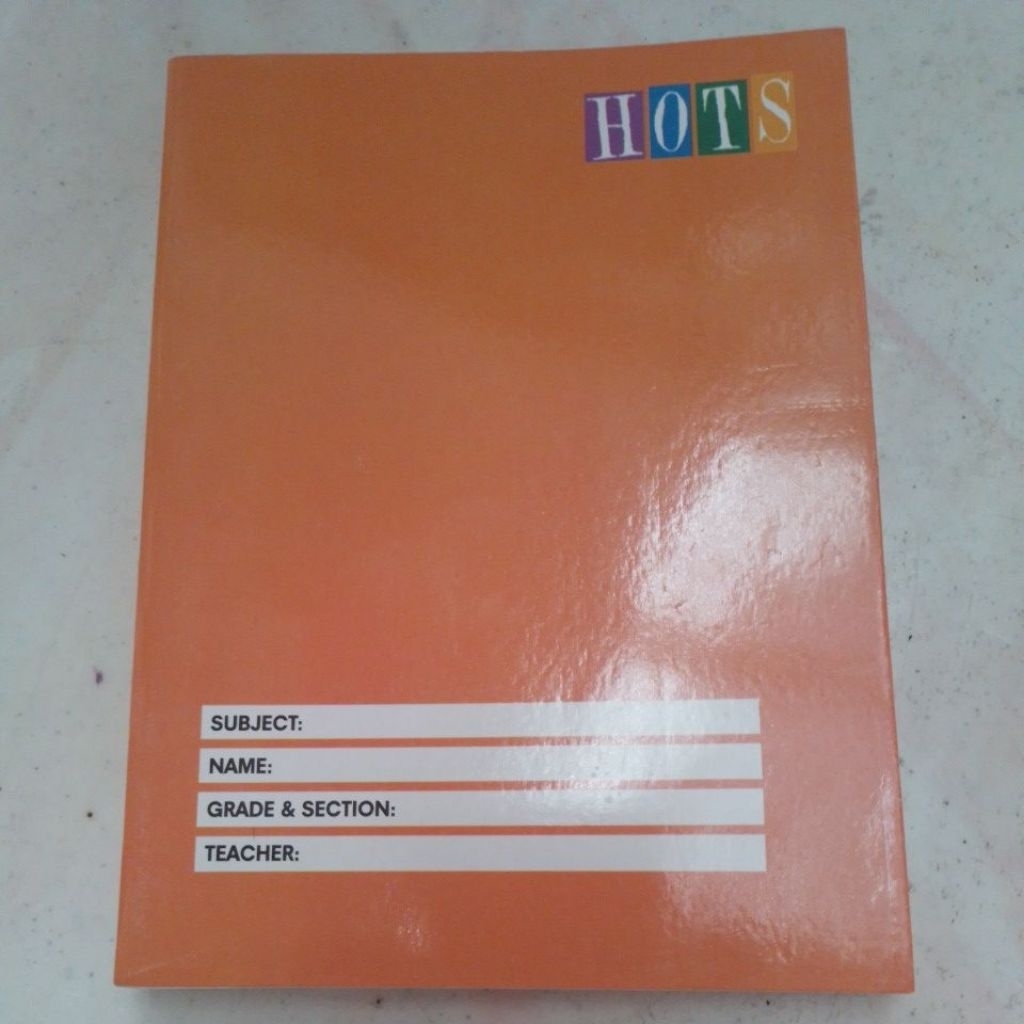 HOTS
SUBJECT:
NAME:
GRADE & SECTION:
TEACHER: